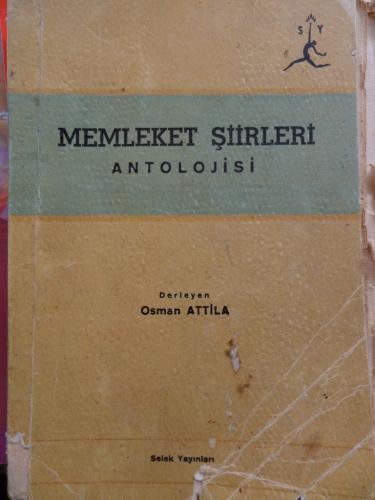 S Y
MEMLEKET ŞİİRLERİ
ANTOLOJİSİ
Derleyen
Osman ATTİLA
Selek Yayınları